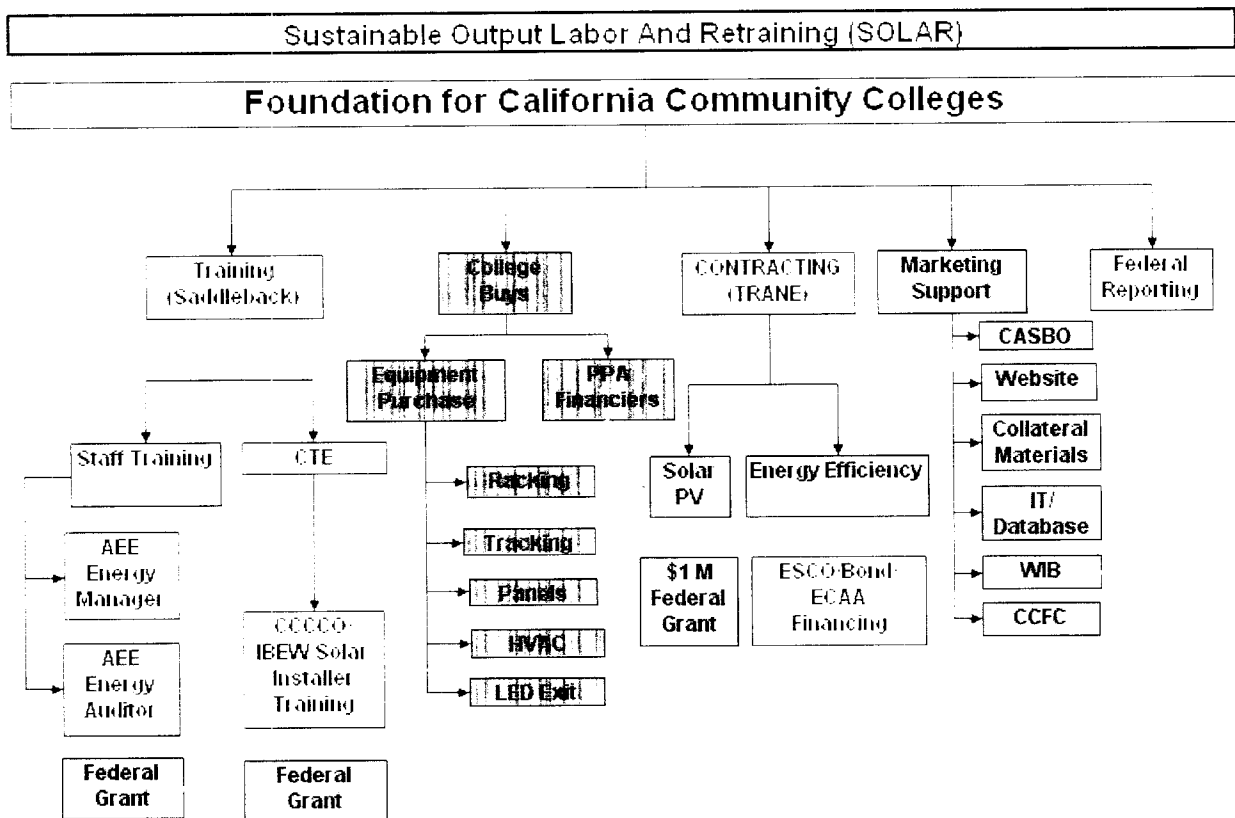 Sustainable Output Labor And Retraining (SOLAR)
Foundation for California Community Colleges
Training
(Saddleback)
College
Buys
CONTRACTING
(TRANE)
Marketing
Support
Federal
Reporting
Equipment
Purchase
PPA
Financiers
CASBO
Website
Collateral
Materials
IT/
Database
WIB
CCFC
Staff Training
CTE
Racking
Tracking
Panels
HVAC
LED Exit
Solar
PV
Energy Efficiency
$1 M
Federal
Grant
ESCO-Bond-
ECAA
Financing
AEE
Energy
Manager
AEE
Energy
Auditor
CCCCO-
IBEW Solar
Installer
Training
Federal
Grant
Federal
Grant